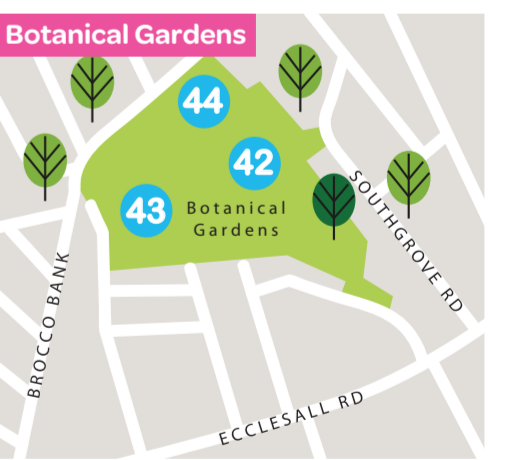 Botanical Gardens
44
42
43
Botanical
Gardens
SOUTHGROVE RD
BROCCO BANK
ECCLESALL RD